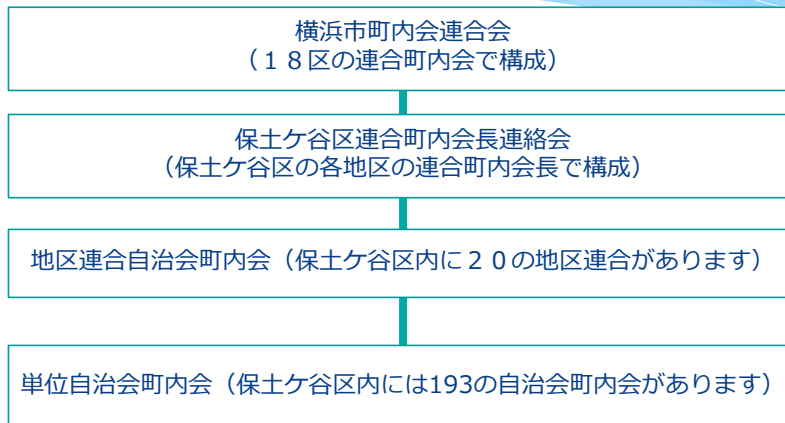 横浜市町内会連合会
（１８区の連合町内会で構成）
保土ケ谷区連合町内会長連絡会
（保土ケ谷区の各地区の連合町内会長で構成）
地区連合自治会町内会（保土ケ谷区内に２０の地区連合があります）
単位自治会町内会（保土ケ谷区内には193の自治会町内会があります）